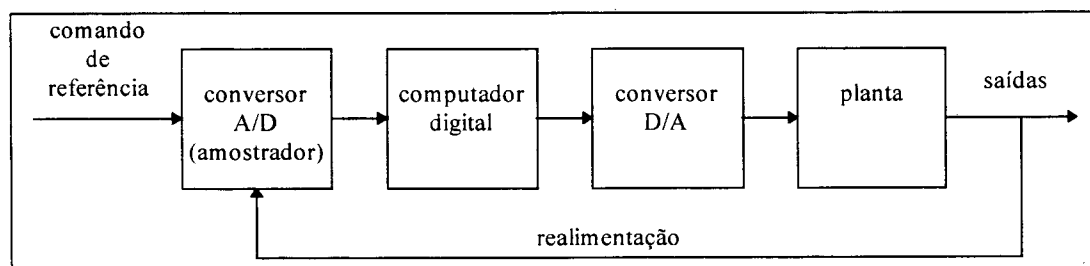 comando
de
referência
conversor
A/D
(amostrador)
computador
digital
conversor
D/A
planta
saídas
realimentação